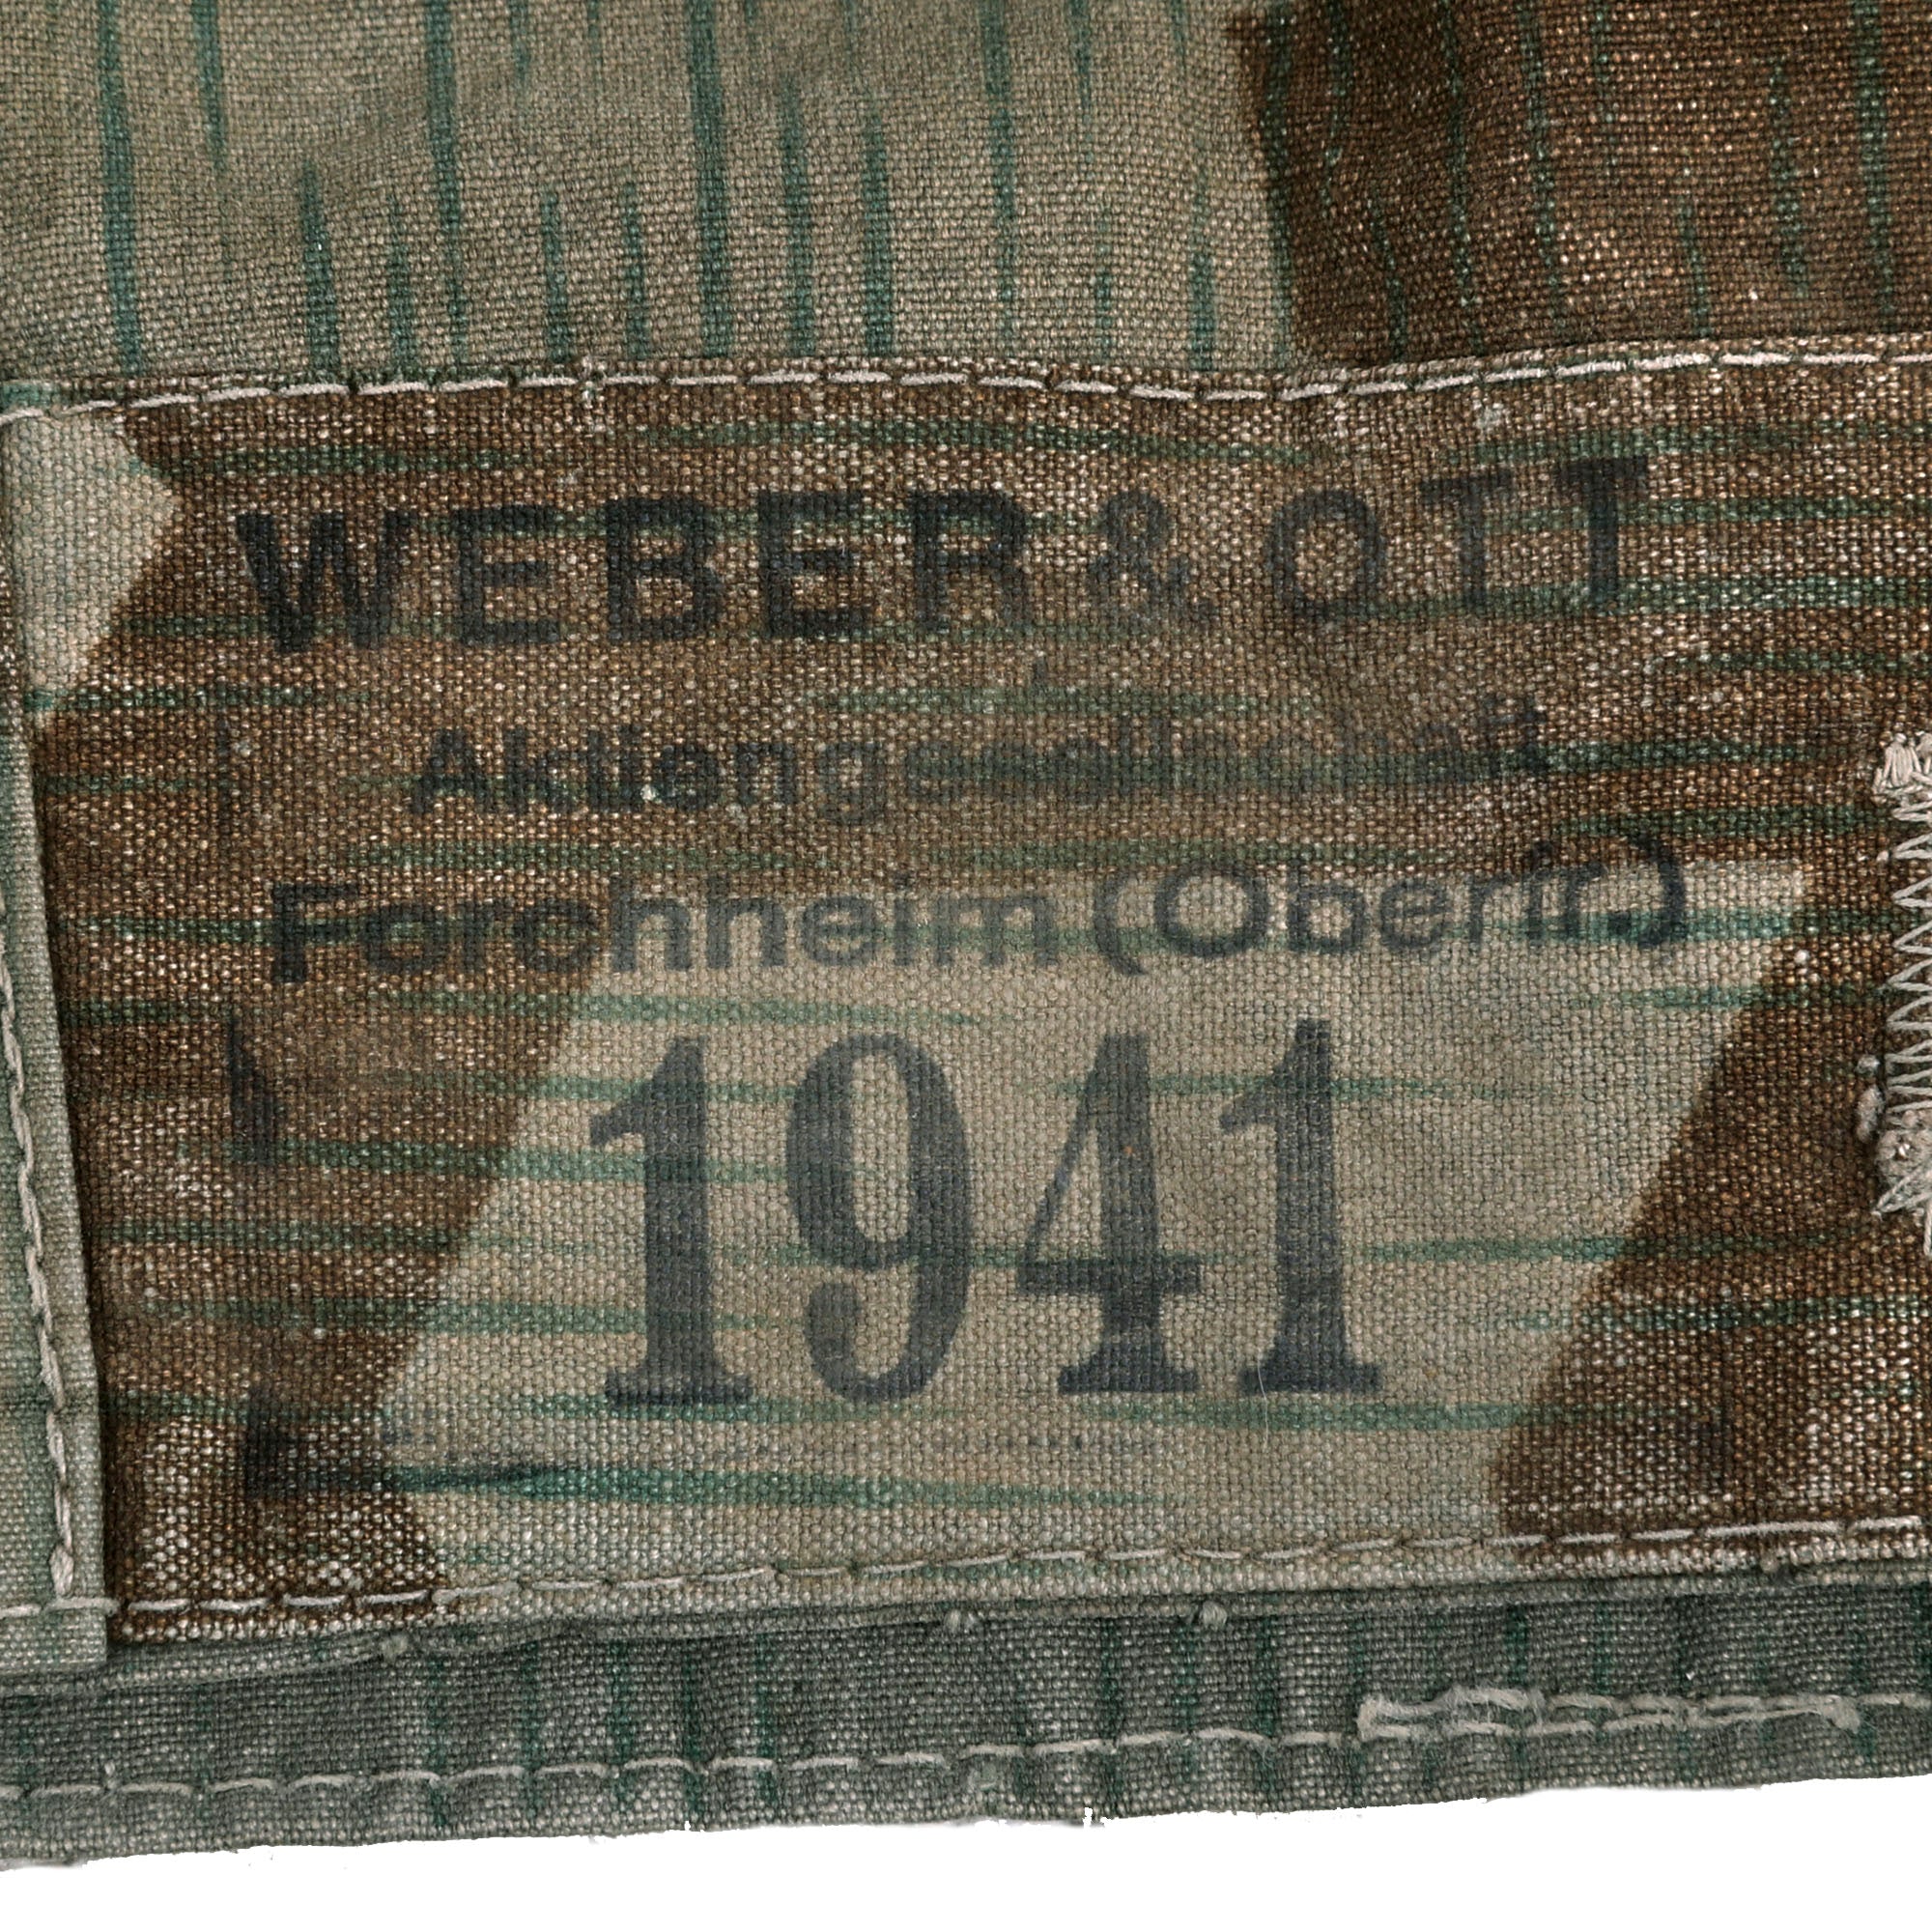 WEBER & OTT
Aktiengesellschaft
Forchheim (Oberfr.)
1941